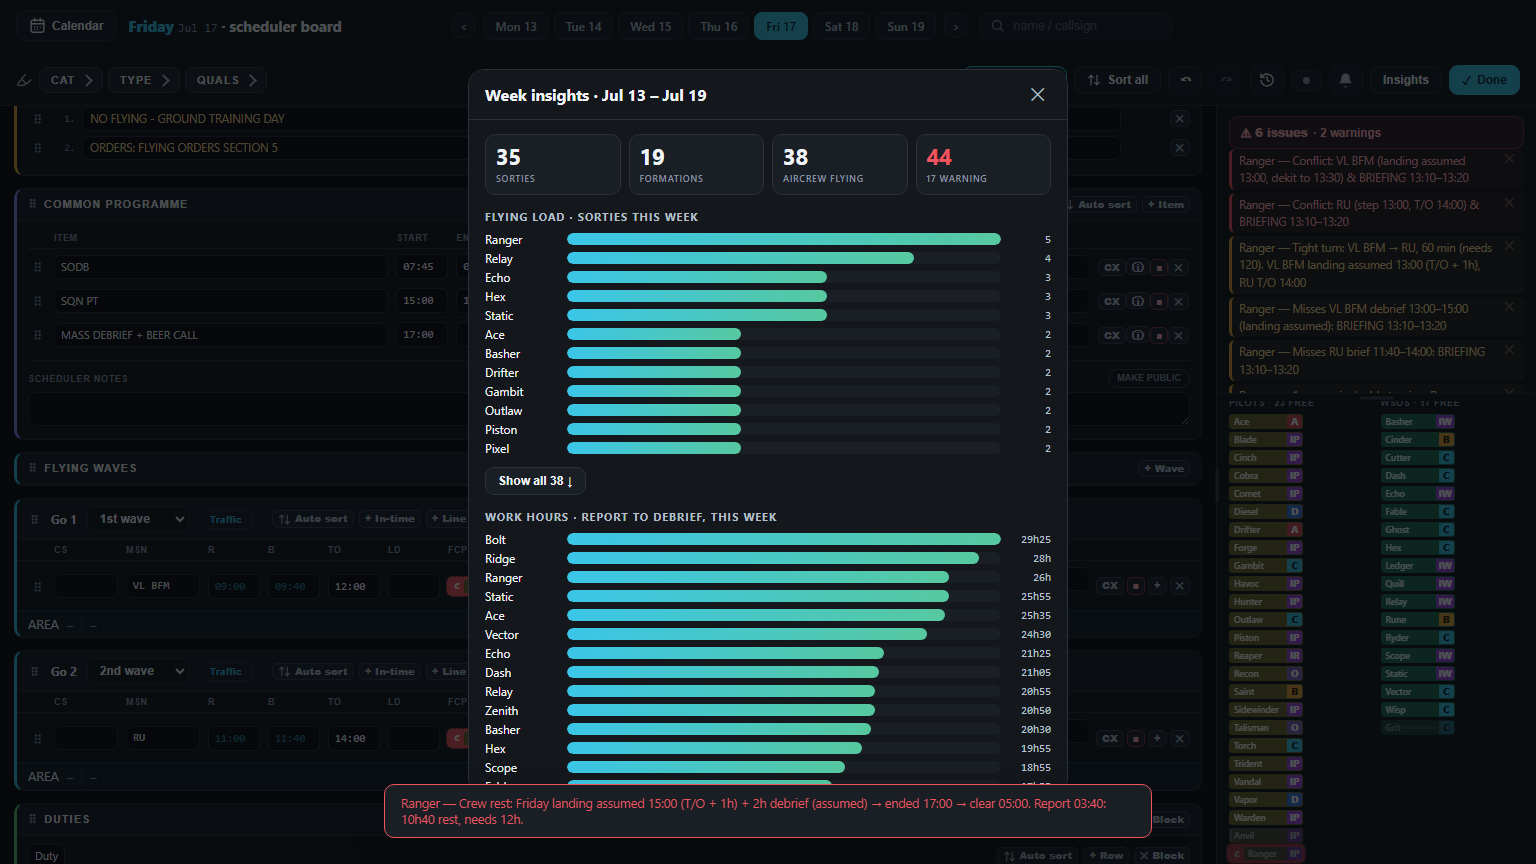 Calendar
Friday Jul 17 · scheduler board
‹ Mon 13 Tue 14 Wed 15 Thu 16 Fri 17 Sat 18 Sun 19 ›
name / callsign
CAT TYPE QUALS
Sort all
Insights
✓ Done
1. NO FLYING - GROUND TRAINING DAY
2. ORDERS: FLYING ORDERS SECTION 5
COMMON PROGRAMME
Auto sort + Item
ITEM START
SODB 07:45
CX
SQN PT 15:00
CX
MASS DEBRIEF + BEER CALL 17:00
CX
SCHEDULER NOTES
MAKE PUBLIC
FLYING WAVES
+ Wave
Go 1 1st wave Traffic Auto sort + In-time + Line
CS MSN R B TO LD FCP
VL BFM 09:00 09:40 12:00 C
CX
AREA – –
Go 2 2nd wave Traffic Auto sort + In-time + Line
CS MSN R B TO LD FCP
RU 11:00 11:40 14:00 C
CX
AREA – –
DUTIES
Block
Duty
Auto sort + Row × Block
Week insights · Jul 13 – Jul 19
35
SORTIES
19
FORMATIONS
38
AIRCREW FLYING
44
17 WARNING
FLYING LOAD · SORTIES THIS WEEK
Ranger 5
Relay 4
Echo 3
Hex 3
Static 3
Ace 2
Basher 2
Drifter 2
Gambit 2
Outlaw 2
Piston 2
Pixel 2
Show all 38 ↓
WORK HOURS · REPORT TO DEBRIEF, THIS WEEK
Bolt 29h25
Ridge 28h
Ranger 26h
Static 25h55
Ace 25h35
Vector 24h30
Echo 21h25
Dash 21h05
Relay 20h55
Zenith 20h50
Basher 20h30
Hex 19h55
Scope 18h55
Ranger — Crew rest: Friday landing assumed 15:00 (T/O + 1h) + 2h debrief (assumed) → ended 17:00 → clear 05:00. Report 03:40:
10h40 rest, needs 12h.
⚠ 6 issues · 2 warnings
Ranger — Conflict: VL BFM (landing assumed
13:00, dekit to 13:30) & BRIEFING 13:10–13:20
Ranger — Conflict: RU (step 13:00, T/O 14:00) &
BRIEFING 13:10–13:20
Ranger — Tight turn: VL BFM → RU, 60 min (needs
120). VL BFM landing assumed 13:00 (T/O + 1h),
RU T/O 14:00
Ranger — Misses VL BFM debrief 13:00–15:00
(landing assumed): BRIEFING 13:10–13:20
Ranger — Misses RU brief 11:40–14:00: BRIEFING
13:10–13:20
PILOTS · 23 FREE
Ace A
Blade IP
Cinch IP
Cobra IP
Comet IP
Diesel D
Drifter A
Forge IP
Gambit C
Havoc IP
Hunter IP
Outlaw C
Piston IP
Reaper IR
Recon O
Saint B
Sidewinder IP
Talisman O
Torch C
Trident IP
Vandal IP
Vapor D
Warden IP
Anvil IP
C Ranger IP
WSOS · 17 FREE
Basher IW
Cinder B
Cutter C
Dash C
Echo IW
Fable C
Ghost C
Hex C
Ledger IW
Quill IW
Relay IW
Rune B
Ryder C
Scope IW
Static IW
Vector C
Wisp C
Grit C